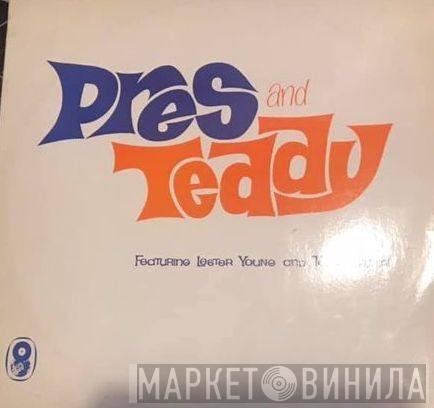 Pres and
Teddy
Featuring Lester Young and
МАРКЕТ ВИНИЛА